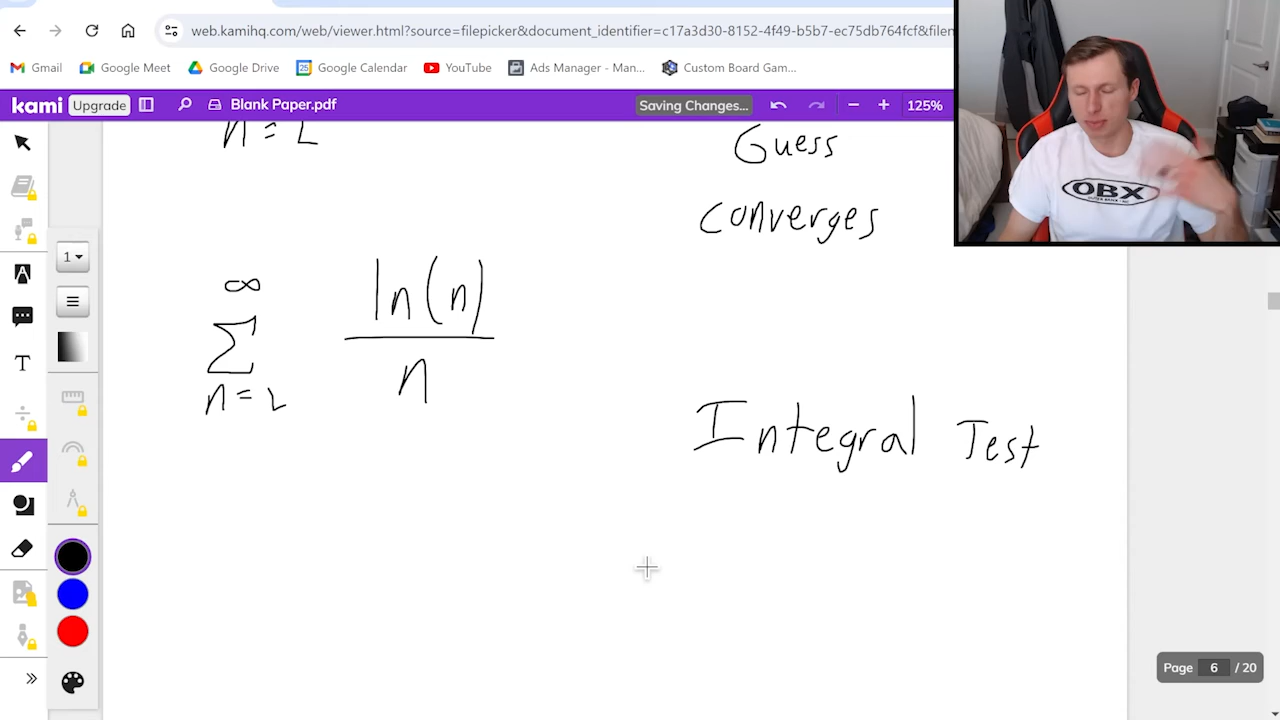 web.kamihq.com/web/viewer.html?source=filepicker&document_identifier=c17a3d30-8152-4f49-b5b7-ec75db764fcf&filen
Gmail Google Meet Google Drive 25 Google Calendar YouTube Ads Manager - Man... Custom Board Gam...
kami Upgrade Blank Paper.pdf Saving Changes... 125%
n = 2
Guess
Converges
OBX
1
∞
Σ ln(n)/n
n = 2
T
Integral Test
Page 6 / 20